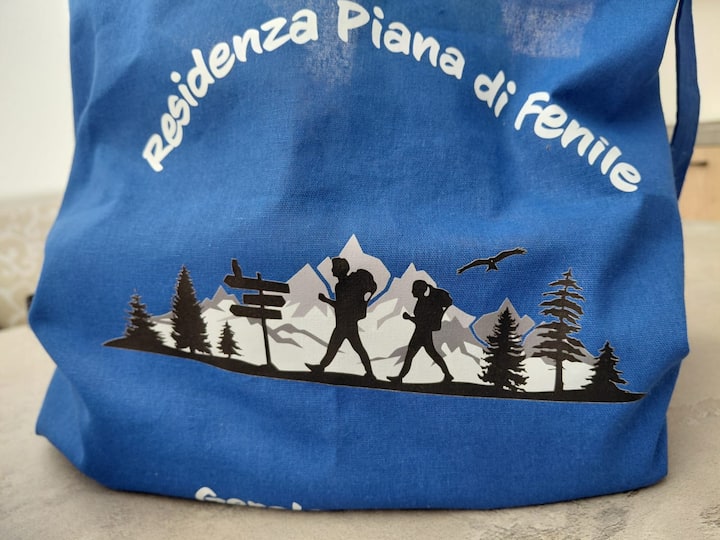 Residenza Piana di Fenile